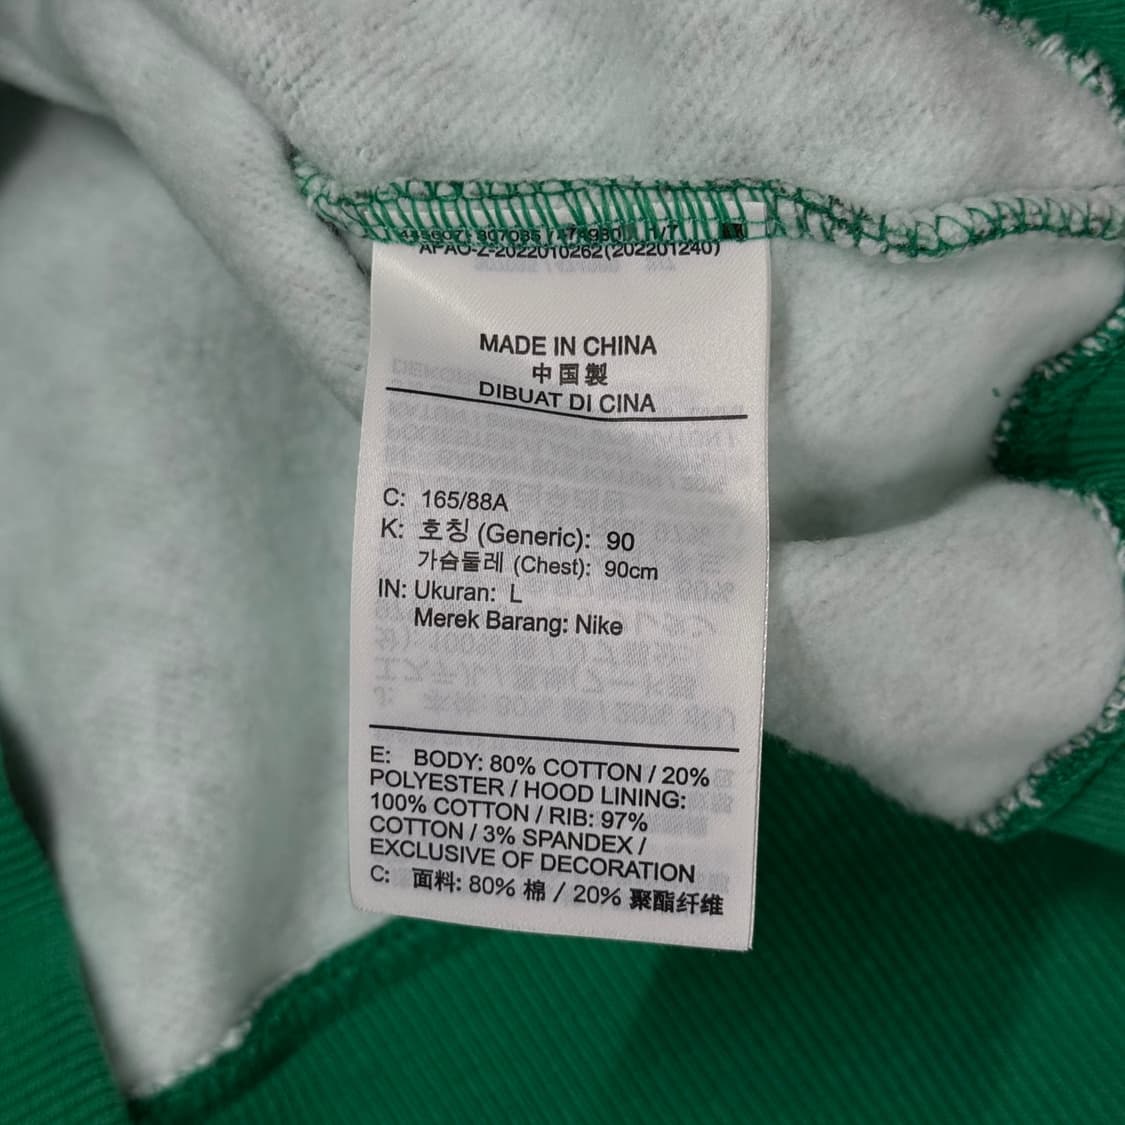 APAC-Z-2022010262(202201240)
MADE IN CHINA
中国製
DIBUAT DI CINA
C: 165/88A
K: 호칭 (Generic): 90
가슴둘레 (Chest): 90cm
IN: Ukuran: L
Merek Barang: Nike
E: BODY: 80% COTTON / 20%
POLYESTER / HOOD LINING:
100% COTTON / RIB: 97%
COTTON / 3% SPANDEX /
EXCLUSIVE OF DECORATION
C: 面料: 80% 棉 / 20% 聚酯纤维